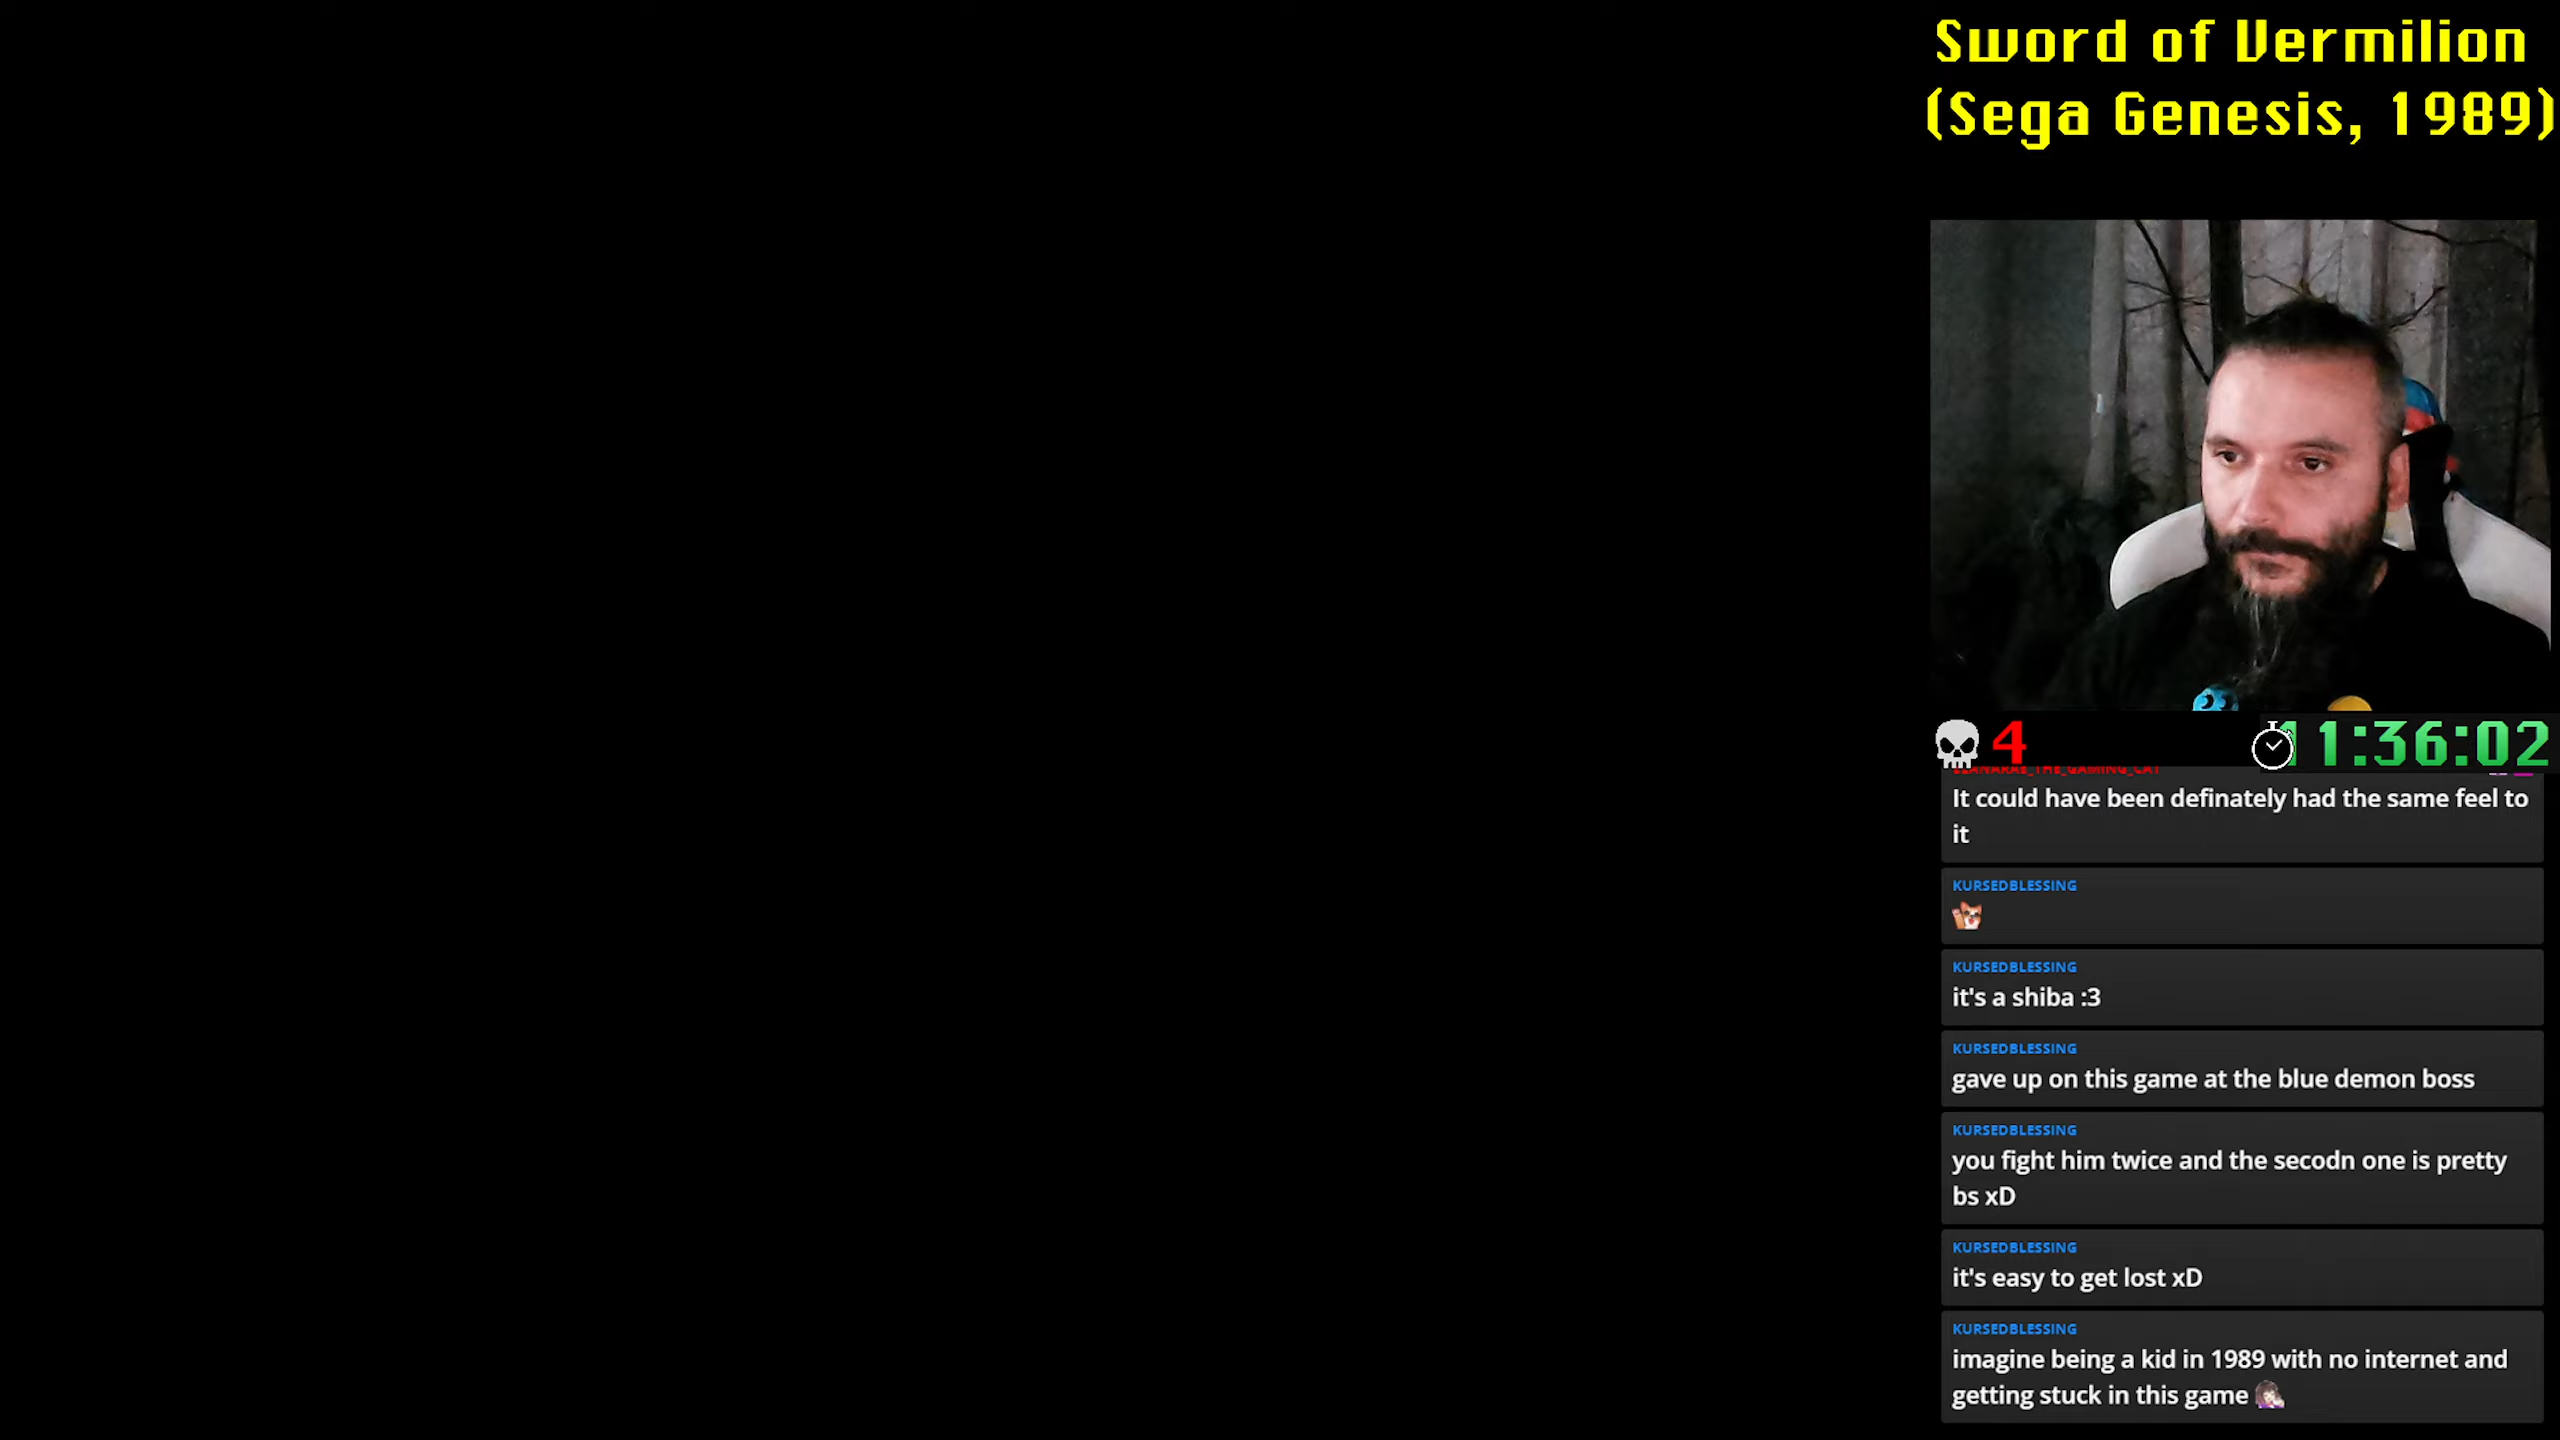 Sword of Vermilion
(Sega Genesis, 1989)
4
11:36:02
It could have been definately had the same feel to
it
KURSEDBLESSING
KURSEDBLESSING
it's a shiba :3
KURSEDBLESSING
gave up on this game at the blue demon boss
KURSEDBLESSING
you fight him twice and the secodn one is pretty
bs xD
KURSEDBLESSING
it's easy to get lost xD
KURSEDBLESSING
imagine being a kid in 1989 with no internet and
getting stuck in this game